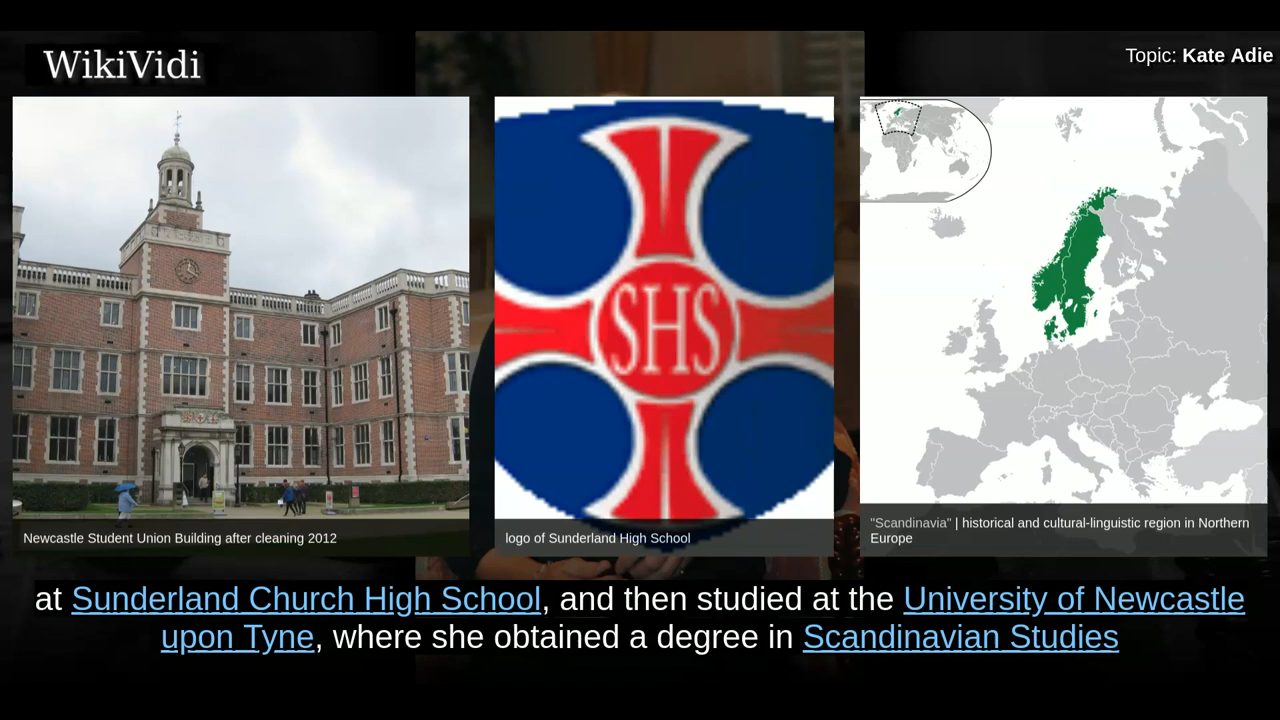 WikiVidi
Topic: Kate Adie
SHS
Newcastle Student Union Building after cleaning 2012
logo of Sunderland High School
"Scandinavia" | historical and cultural-linguistic region in Northern
Europe
at Sunderland Church High School, and then studied at the University of Newcastle
upon Tyne, where she obtained a degree in Scandinavian Studies